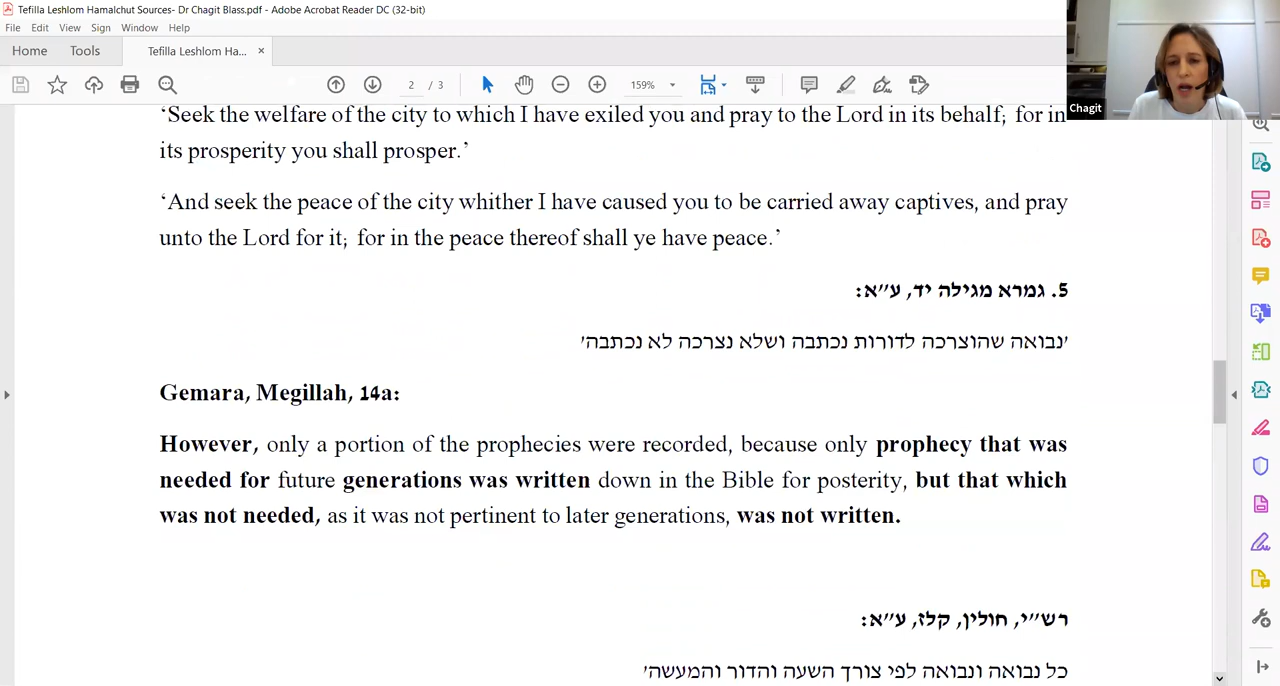 Tefilla Leshlom Hamalchut Sources- Dr Chagit Blass.pdf - Adobe Acrobat Reader DC (32-bit)
File Edit View Sign Window Help
Home Tools Tefilla Leshlom Ha... ×
2 / 3 159%
Chagit
‘Seek the welfare of the city to which I have exiled you and pray to the Lord in its behalf; for in
its prosperity you shall prosper.’
‘And seek the peace of the city whither I have caused you to be carried away captives, and pray
unto the Lord for it; for in the peace thereof shall ye have peace.’
5. גמרא מגילה יד, ע״א:
'נבואה שהוצרכה לדורות נכתבה ושלא נצרכה לא נכתבה'
Gemara, Megillah, 14a:
However, only a portion of the prophecies were recorded, because only prophecy that was
needed for future generations was written down in the Bible for posterity, but that which
was not needed, as it was not pertinent to later generations, was not written.
רש״י, חולין, קלז, ע״א:
כל נבואה ונבואה לפי צורך השעה והדור והמעשה'